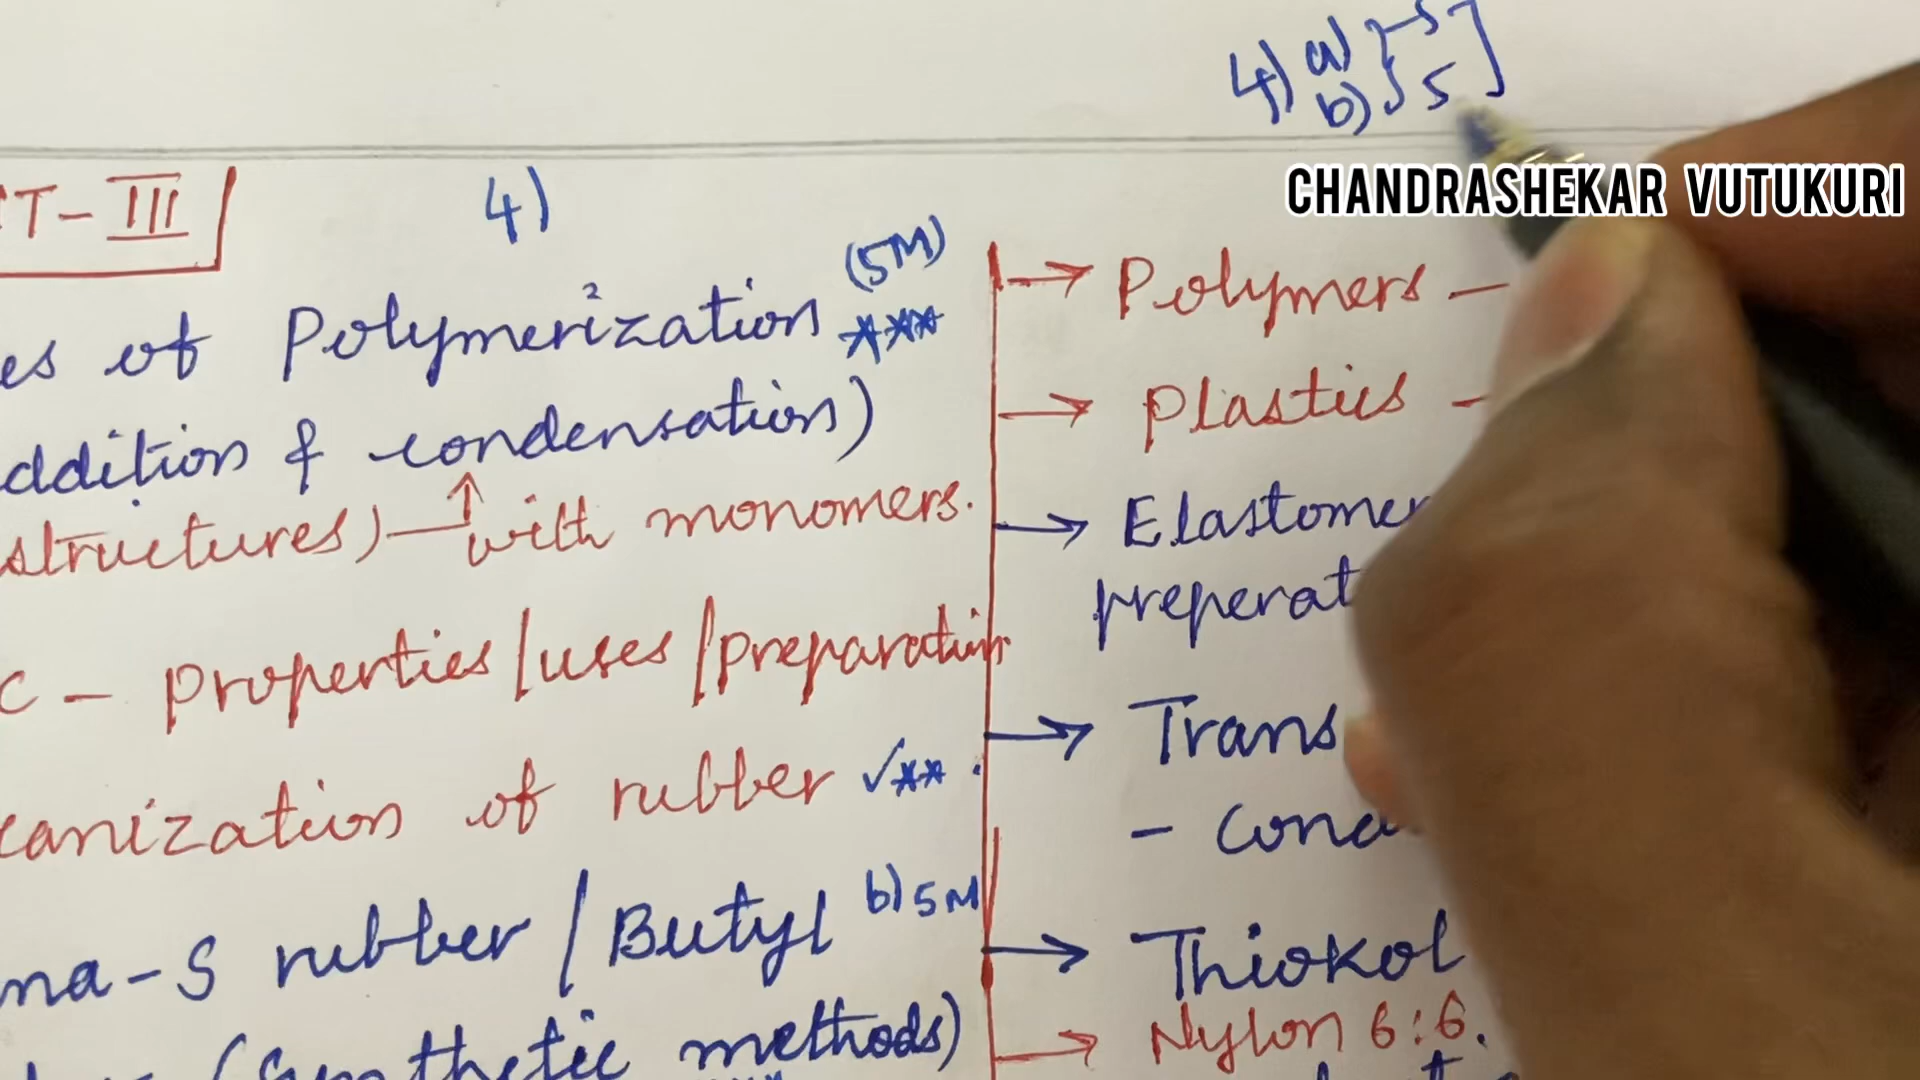 4) a) } 5 ]
b) } 5
CHANDRASHEKAR VUTUKURI
T- III
4)
es of Polymerization (5M) ***
ddition & condensation)
structures) — with monomers.
C - Properties / uses / preparation
canization of rubber ✓** .
na-S rubber / Butyl b) 5M
(Synthetic methods)
→ Polymers -
→ Plastics -
→ Elastomer
preperat
→ Trans
- Cond
→ Thiokol
→ Nylon 6:6.